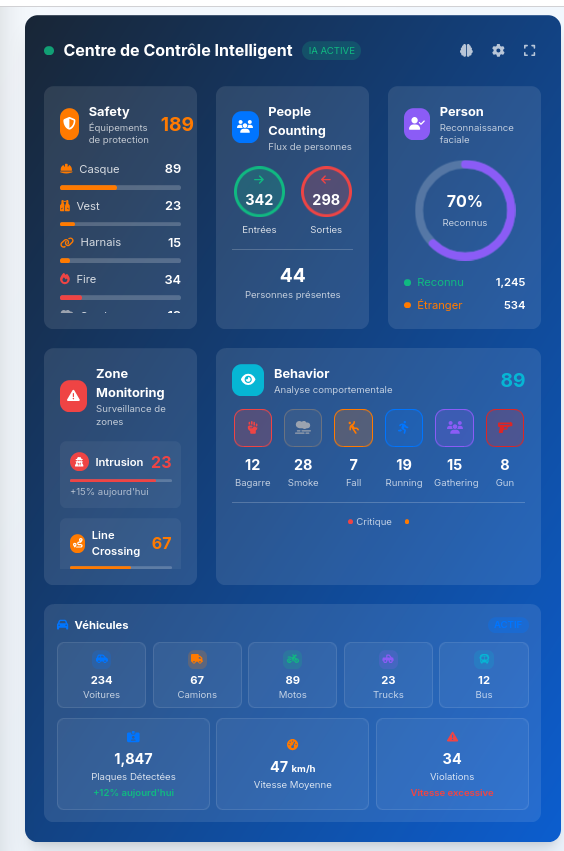 Centre de Contrôle Intelligent IA ACTIVE
Safety
Équipements
de protection
189
Casque 89
Vest 23
Harnais 15
Fire 34
People
Counting
Flux de personnes
342 298
Entrées Sorties
44
Personnes présentes
Person
Reconnaissance
faciale
70%
Reconnus
Reconnu 1,245
Étranger 534
Zone
Monitoring
Surveillance de
zones
Intrusion 23
+15% aujourd'hui
Line
Crossing
67
Behavior
Analyse comportementale
89
12 28 7 19 15 8
Bagarre Smoke Fall Running Gathering Gun
Critique
Véhicules
234 67 89 23 12
Voitures Camions Motos Trucks Bus
1,847
Plaques Détectées
+12% aujourd'hui
47 km/h
Vitesse Moyenne
34
Violations
Vitesse excessive